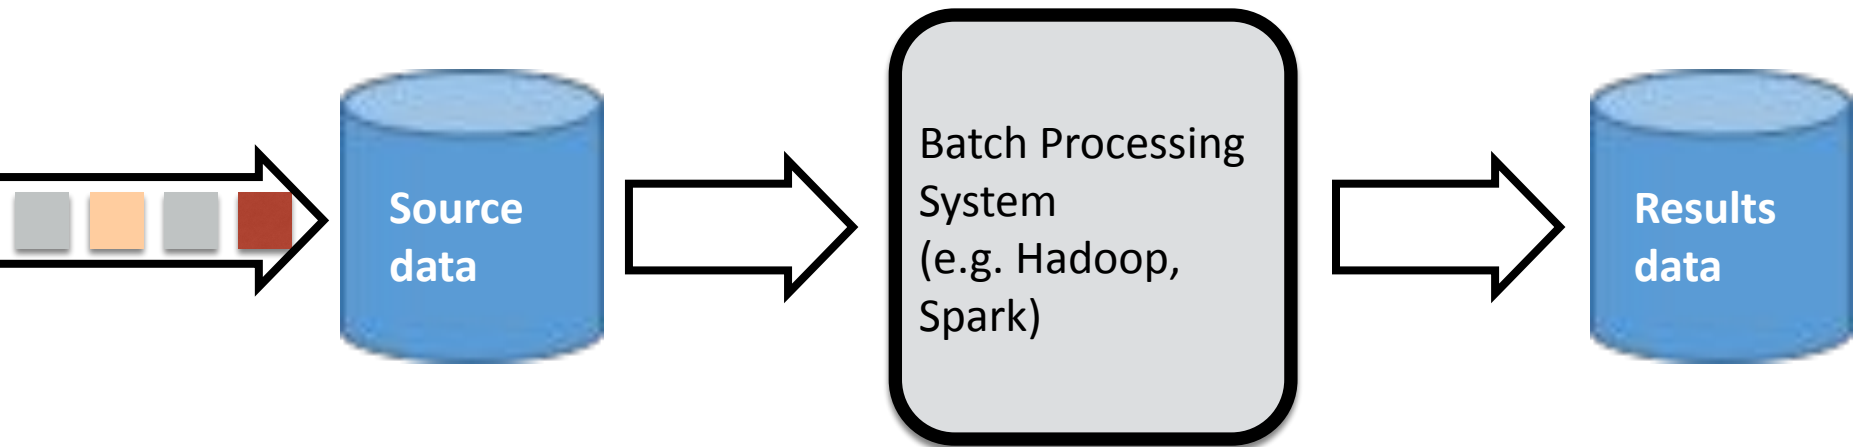 Source
data
Batch Processing
System
(e.g. Hadoop,
Spark)
Results
data